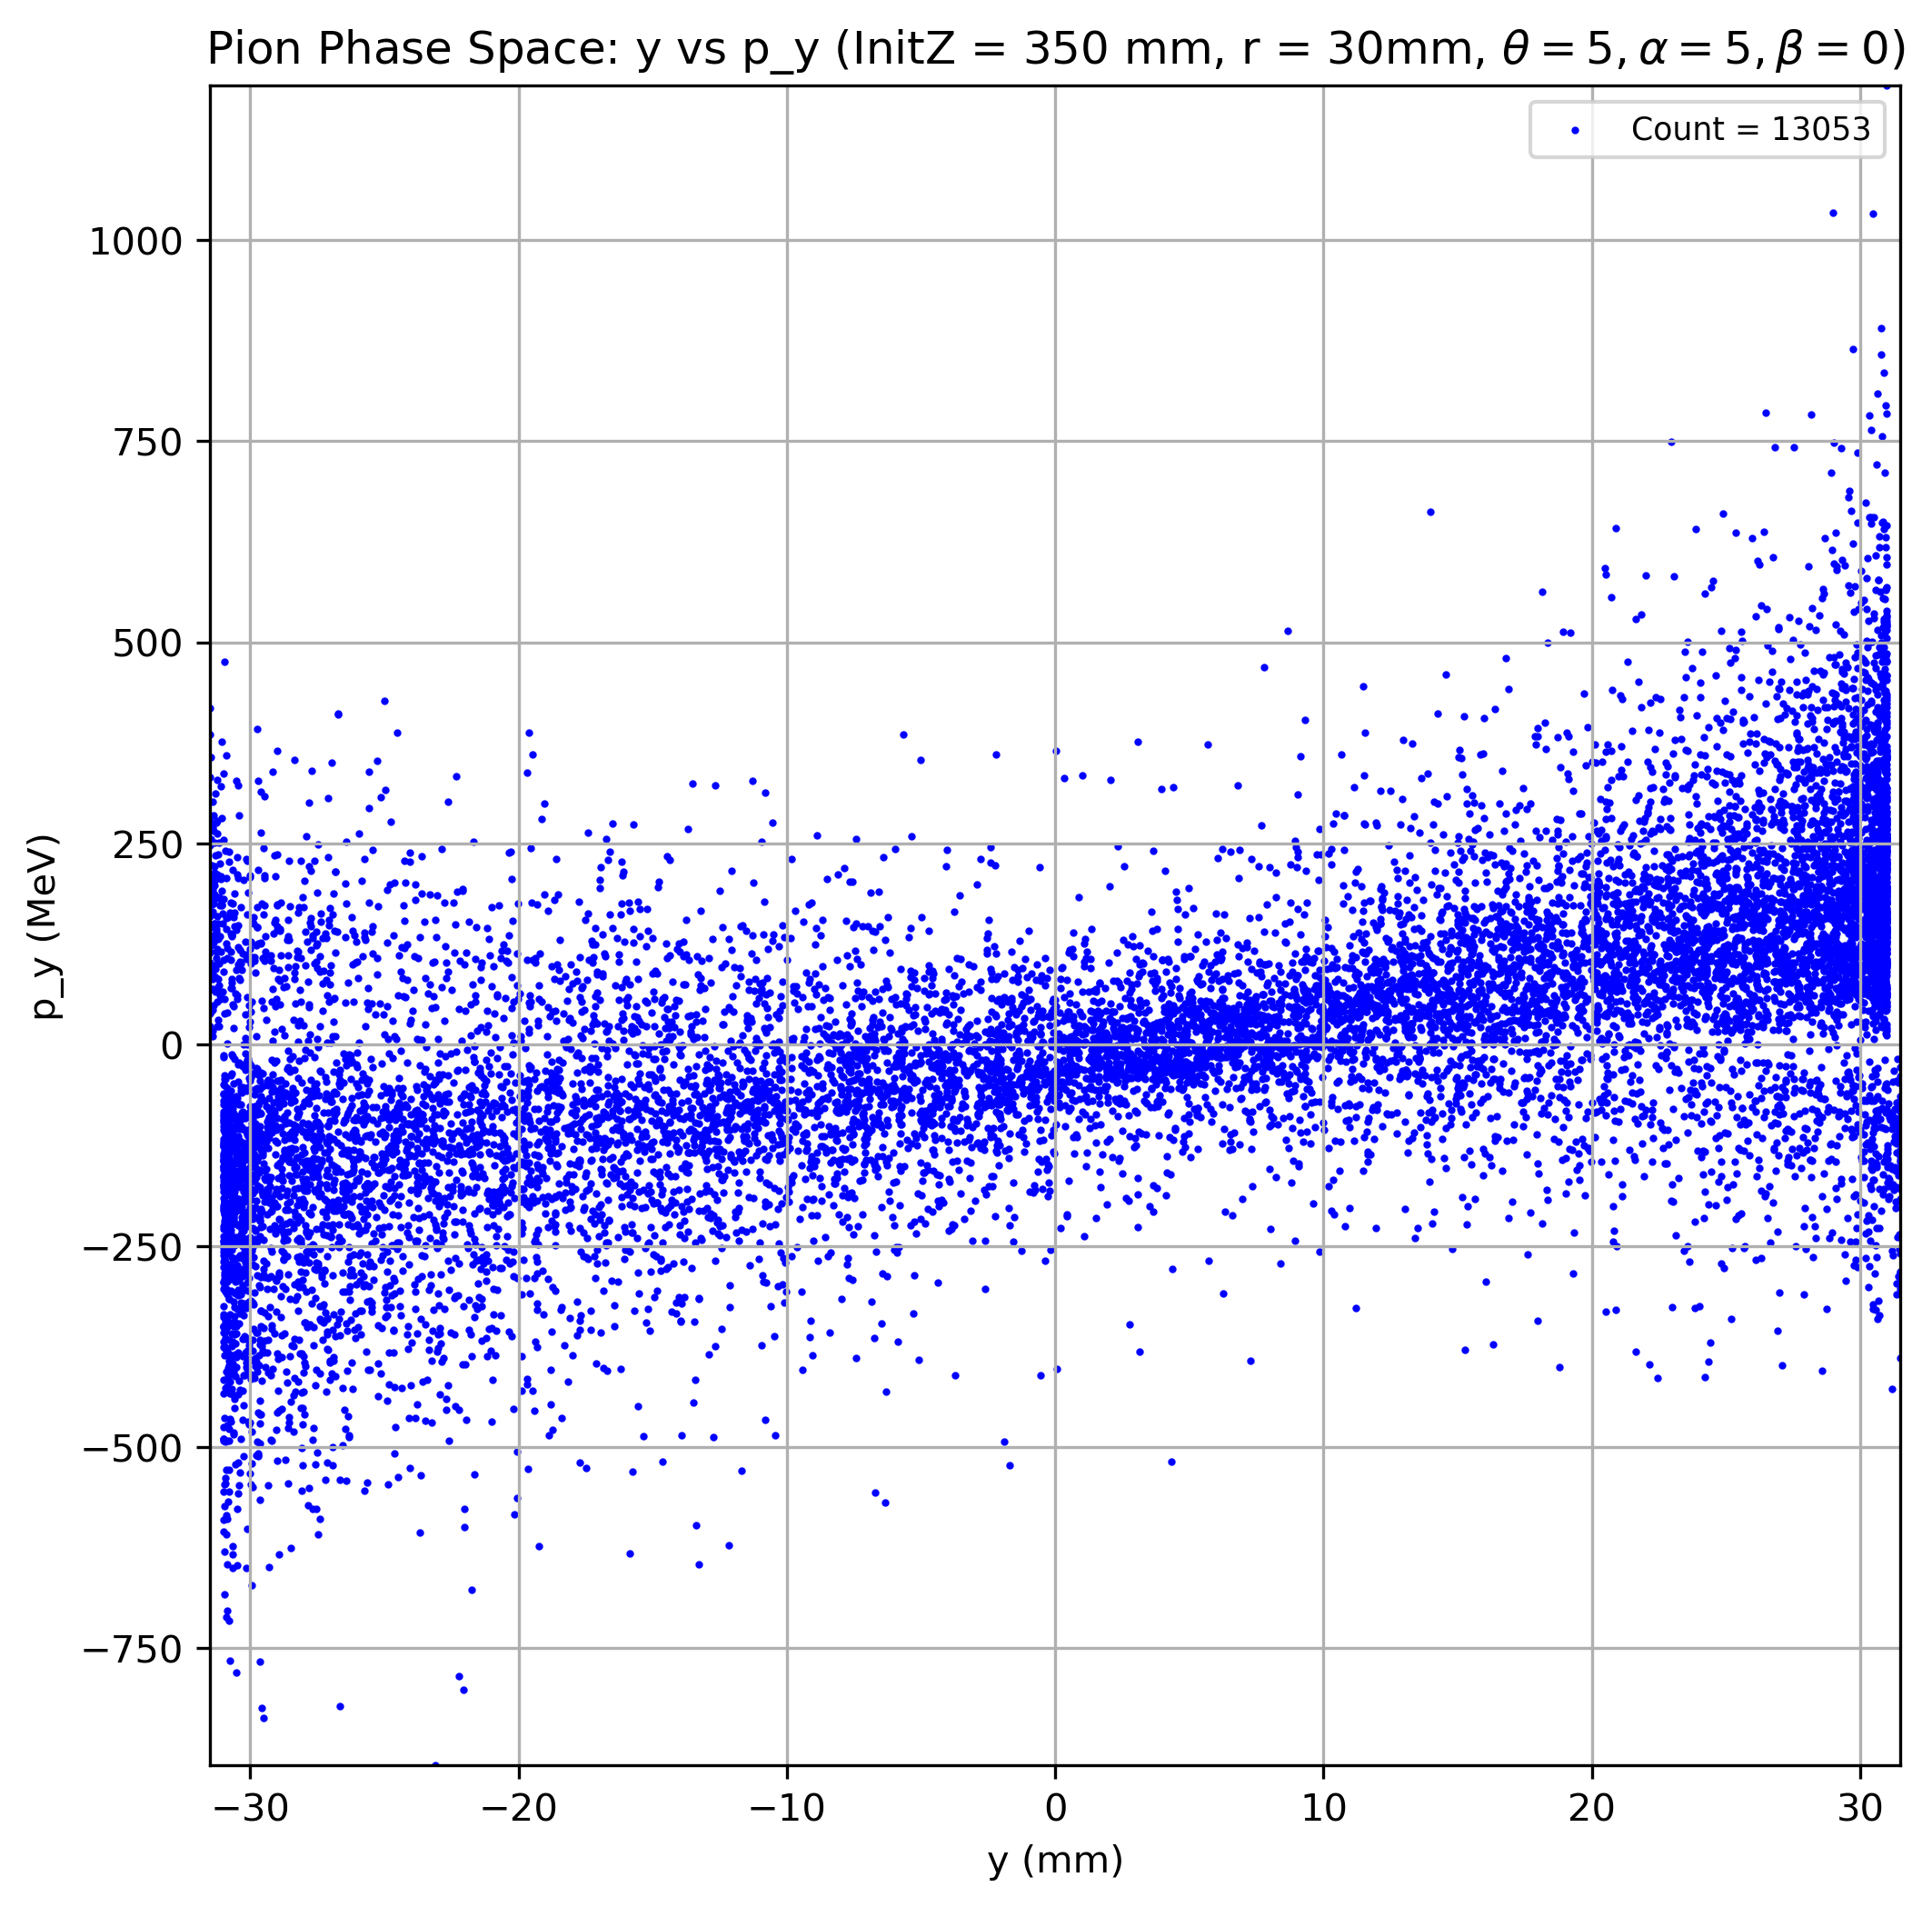 Pion Phase Space: y vs p_y (InitZ = 350 mm, r = 30mm, θ = 5, α = 5, β = 0)
Count = 13053
1000
750
500
250
0
−250
−500
−750
p_y (MeV)
−30 −20 −10 0 10 20 30
y (mm)